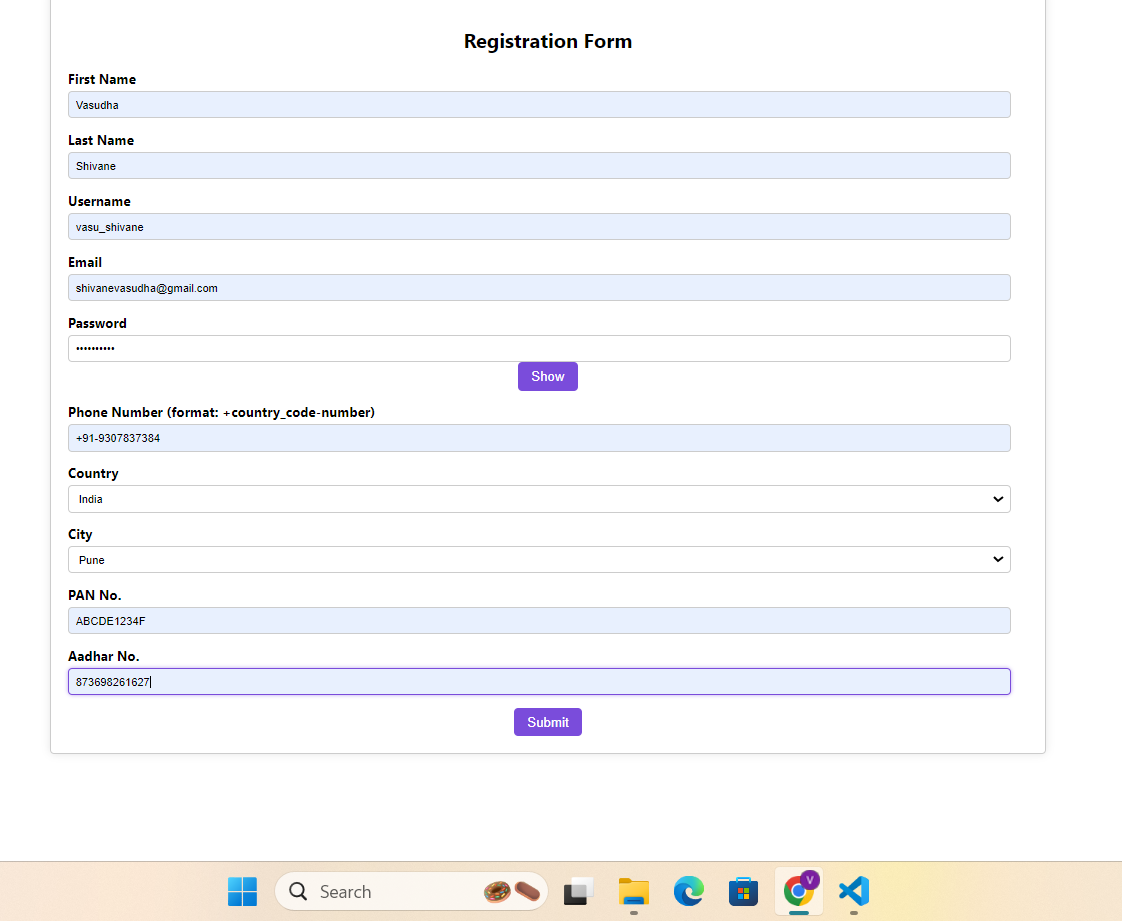 Registration Form
First Name
Vasudha
Last Name
Shivane
Username
vasu_shivane
Email
shivanevasudha@gmail.com
Password
••••••••••
Show
Phone Number (format: +country_code-number)
+91-9307837384
Country
India
City
Pune
PAN No.
ABCDE1234F
Aadhar No.
873698261627
Submit
Search
V